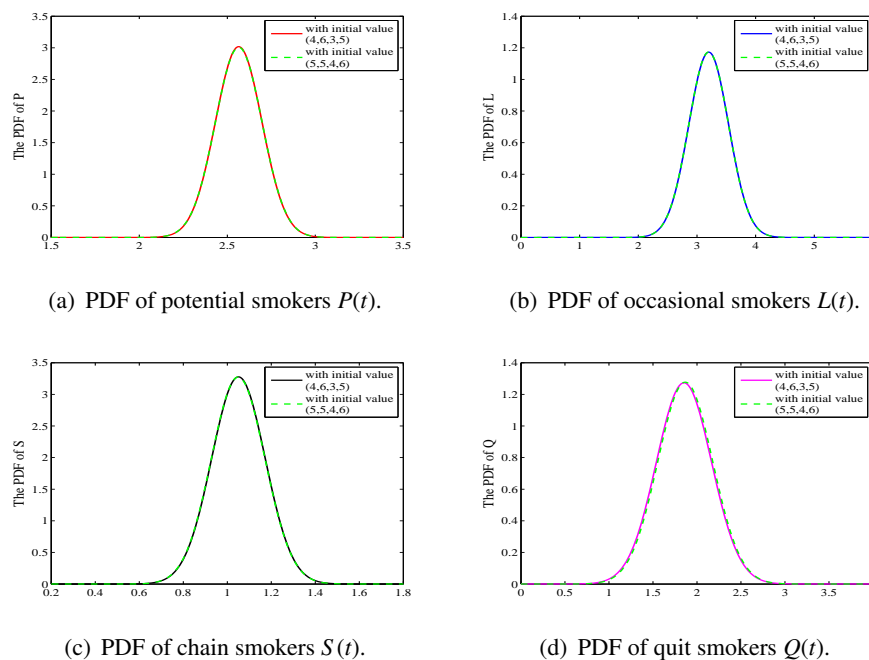 with initial value
(4,6,3,5)
with initial value
(5,5,4,6)
The PDF of P
3.5
3
2.5
2
1.5
1
0.5
0
1.5 2 2.5 3 3.5
(a) PDF of potential smokers P(t).
with initial value
(4,6,3,5)
with initial value
(5,5,4,6)
The PDF of L
1.4
1.2
1
0.8
0.6
0.4
0.2
0
0 1 2 3 4 5
(b) PDF of occasional smokers L(t).
with initial value
(4,6,3,5)
with initial value
(5,5,4,6)
The PDF of S
3.5
3
2.5
2
1.5
1
0.5
0
0.2 0.4 0.6 0.8 1 1.2 1.4 1.6 1.8
(c) PDF of chain smokers S(t).
with initial value
(4,6,3,5)
with initial value
(5,5,4,6)
The PDF of Q
1.4
1.2
1
0.8
0.6
0.4
0.2
0
0 0.5 1 1.5 2 2.5 3 3.5
(d) PDF of quit smokers Q(t).